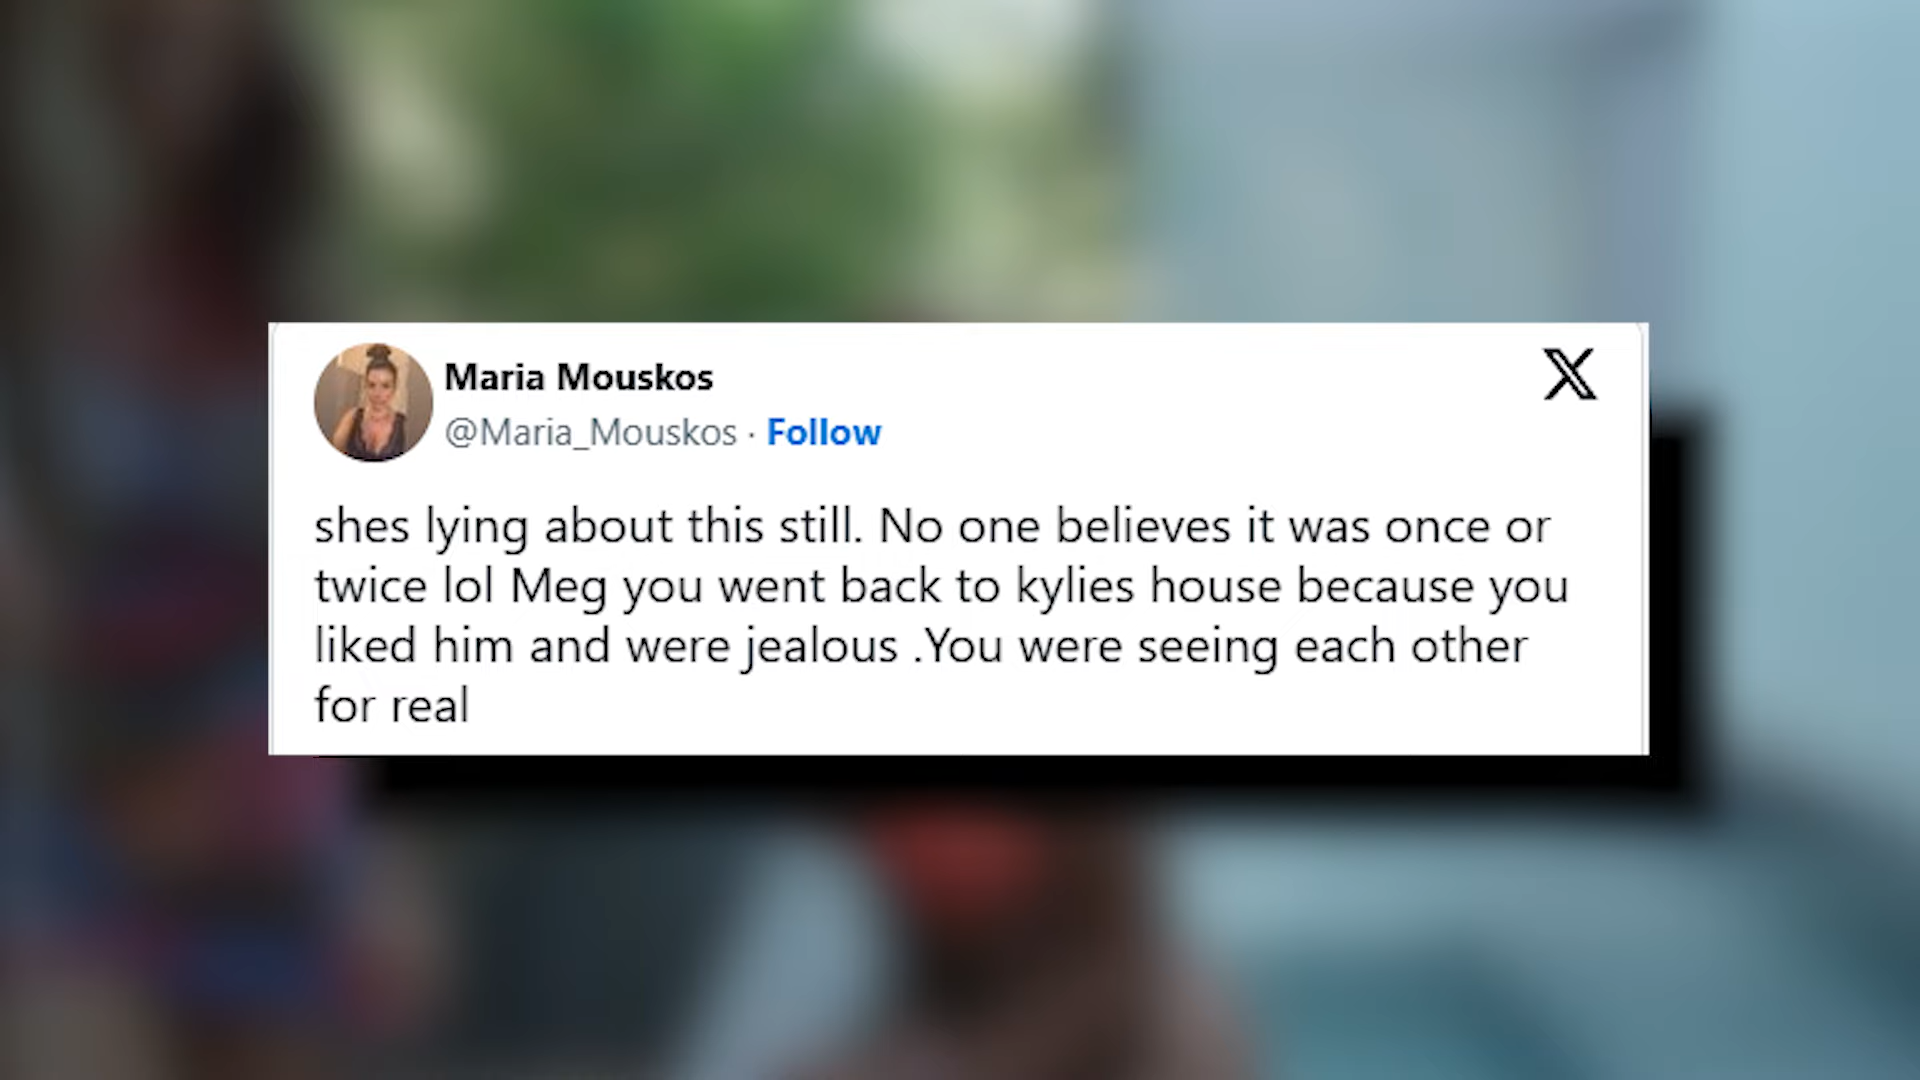 Maria Mouskos
@Maria_Mouskos · Follow
shes lying about this still. No one believes it was once or
twice lol Meg you went back to kylies house because you
liked him and were jealous .You were seeing each other
for real